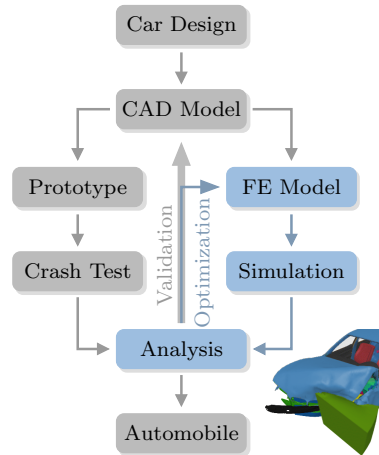 Car Design
CAD Model
Prototype
FE Model
Validation
Optimization
Crash Test
Simulation
Analysis
Automobile